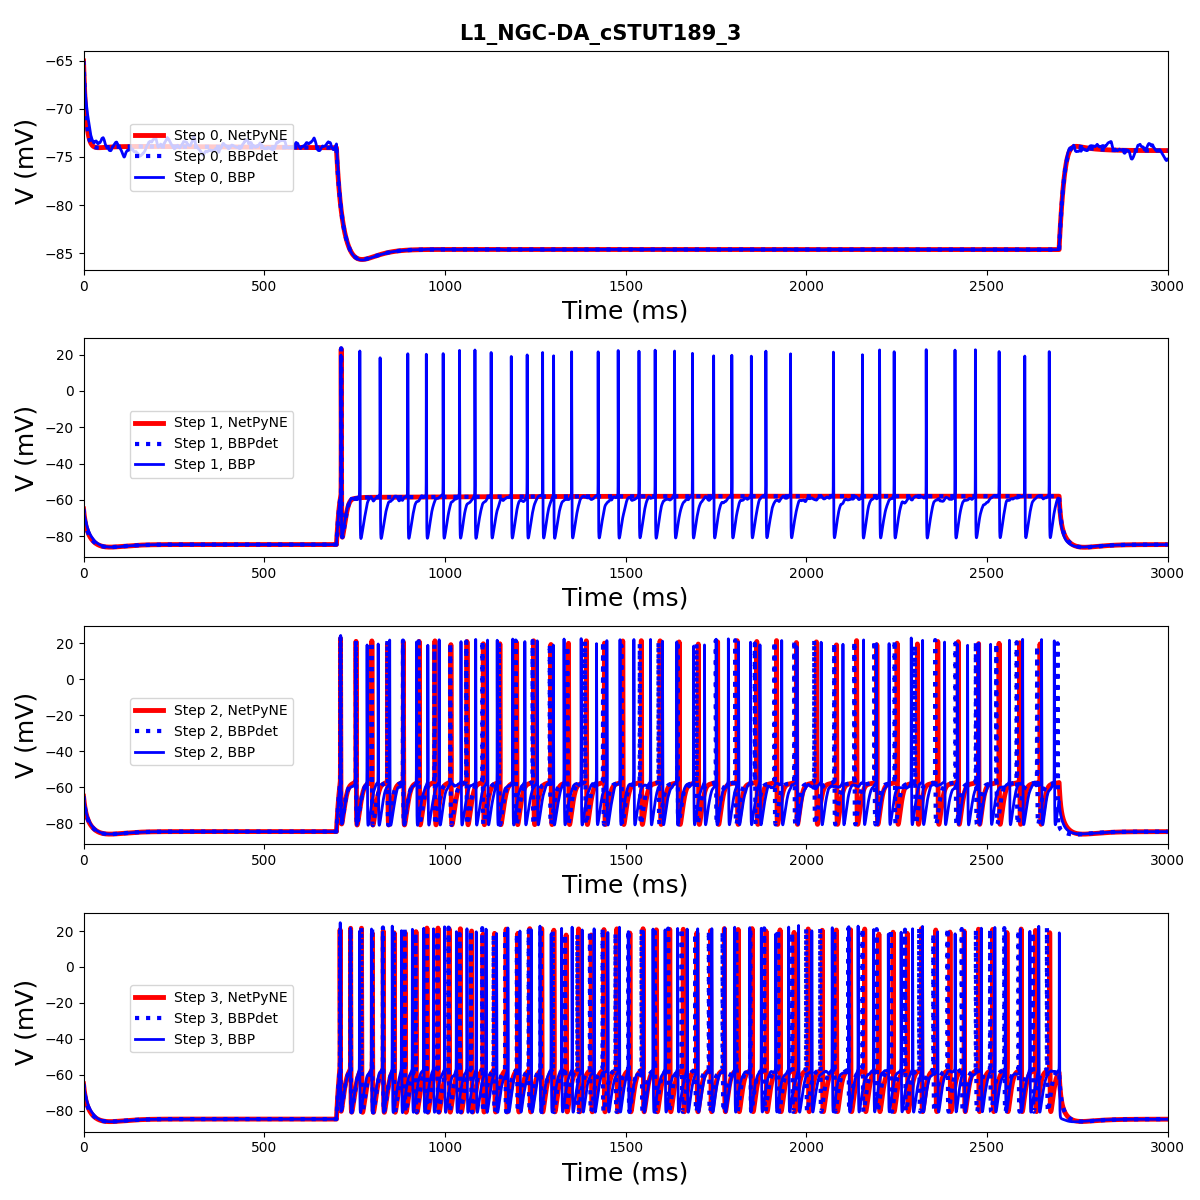 L1_NGC-DA_cSTUT189_3
−65
−70
−75
−80
−85
V (mV)
Step 0, NetPyNE
Step 0, BBPdet
Step 0, BBP
0 500 1000 1500 2000 2500 3000
Time (ms)
20
0
−20
−40
−60
−80
V (mV)
Step 1, NetPyNE
Step 1, BBPdet
Step 1, BBP
0 500 1000 1500 2000 2500 3000
Time (ms)
20
0
−20
−40
−60
−80
V (mV)
Step 2, NetPyNE
Step 2, BBPdet
Step 2, BBP
0 500 1000 1500 2000 2500 3000
Time (ms)
20
0
−20
−40
−60
−80
V (mV)
Step 3, NetPyNE
Step 3, BBPdet
Step 3, BBP
0 500 1000 1500 2000 2500 3000
Time (ms)